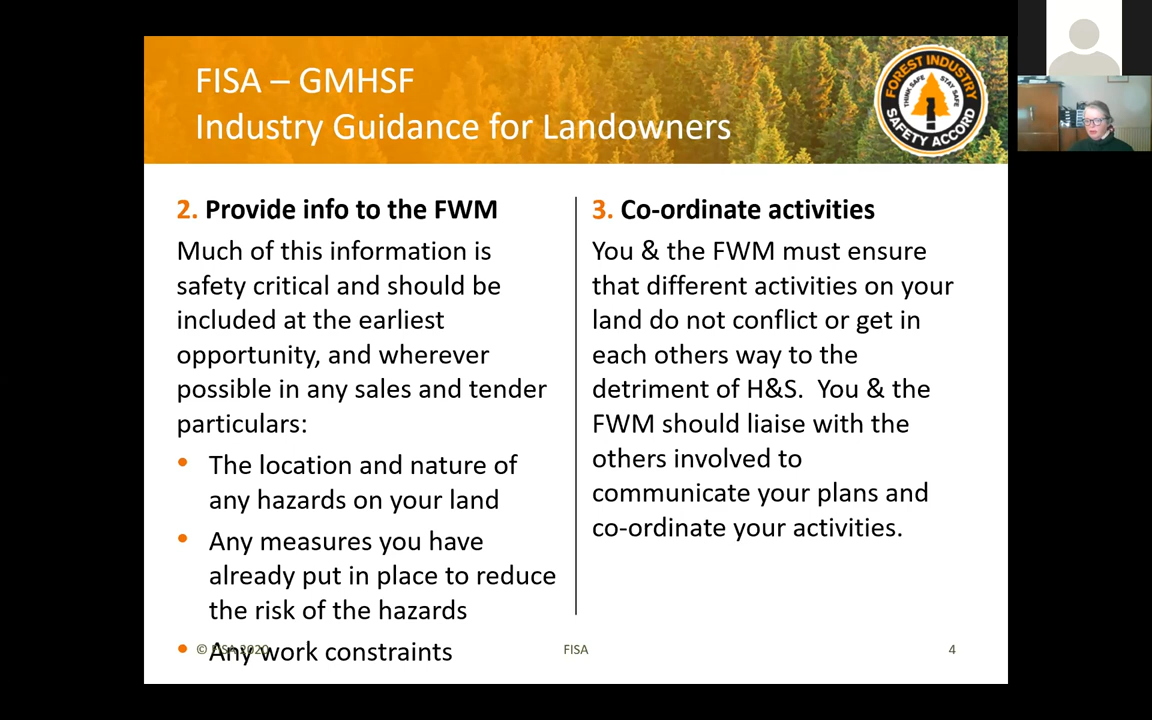 FISA – GMHSF
Industry Guidance for Landowners
FOREST INDUSTRY
THINK SAFE
STAY SAFE
SAFETY ACCORD
2. Provide info to the FWM
Much of this information is
safety critical and should be
included at the earliest
opportunity, and wherever
possible in any sales and tender
particulars:
• The location and nature of
any hazards on your land
• Any measures you have
already put in place to reduce
the risk of the hazards
• Any work constraints
3. Co-ordinate activities
You & the FWM must ensure
that different activities on your
land do not conflict or get in
each others way to the
detriment of H&S.  You & the
FWM should liaise with the
others involved to
communicate your plans and
co-ordinate your activities.
© FISA 2020
FISA
4